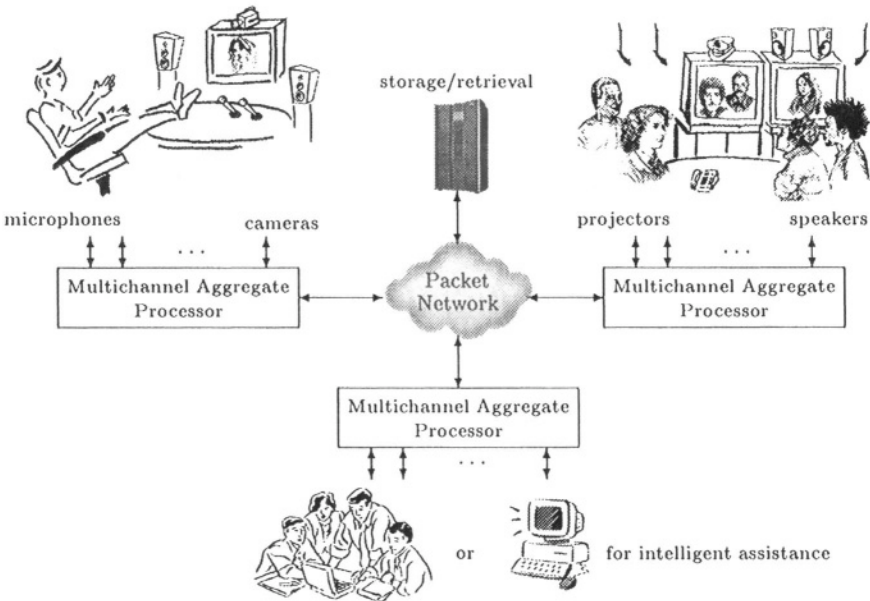 storage/retrieval
microphones
cameras
projectors
speakers
...
...
Multichannel Aggregate
Processor
Packet
Network
Multichannel Aggregate
Processor
Multichannel Aggregate
Processor
...
or
for intelligent assistance